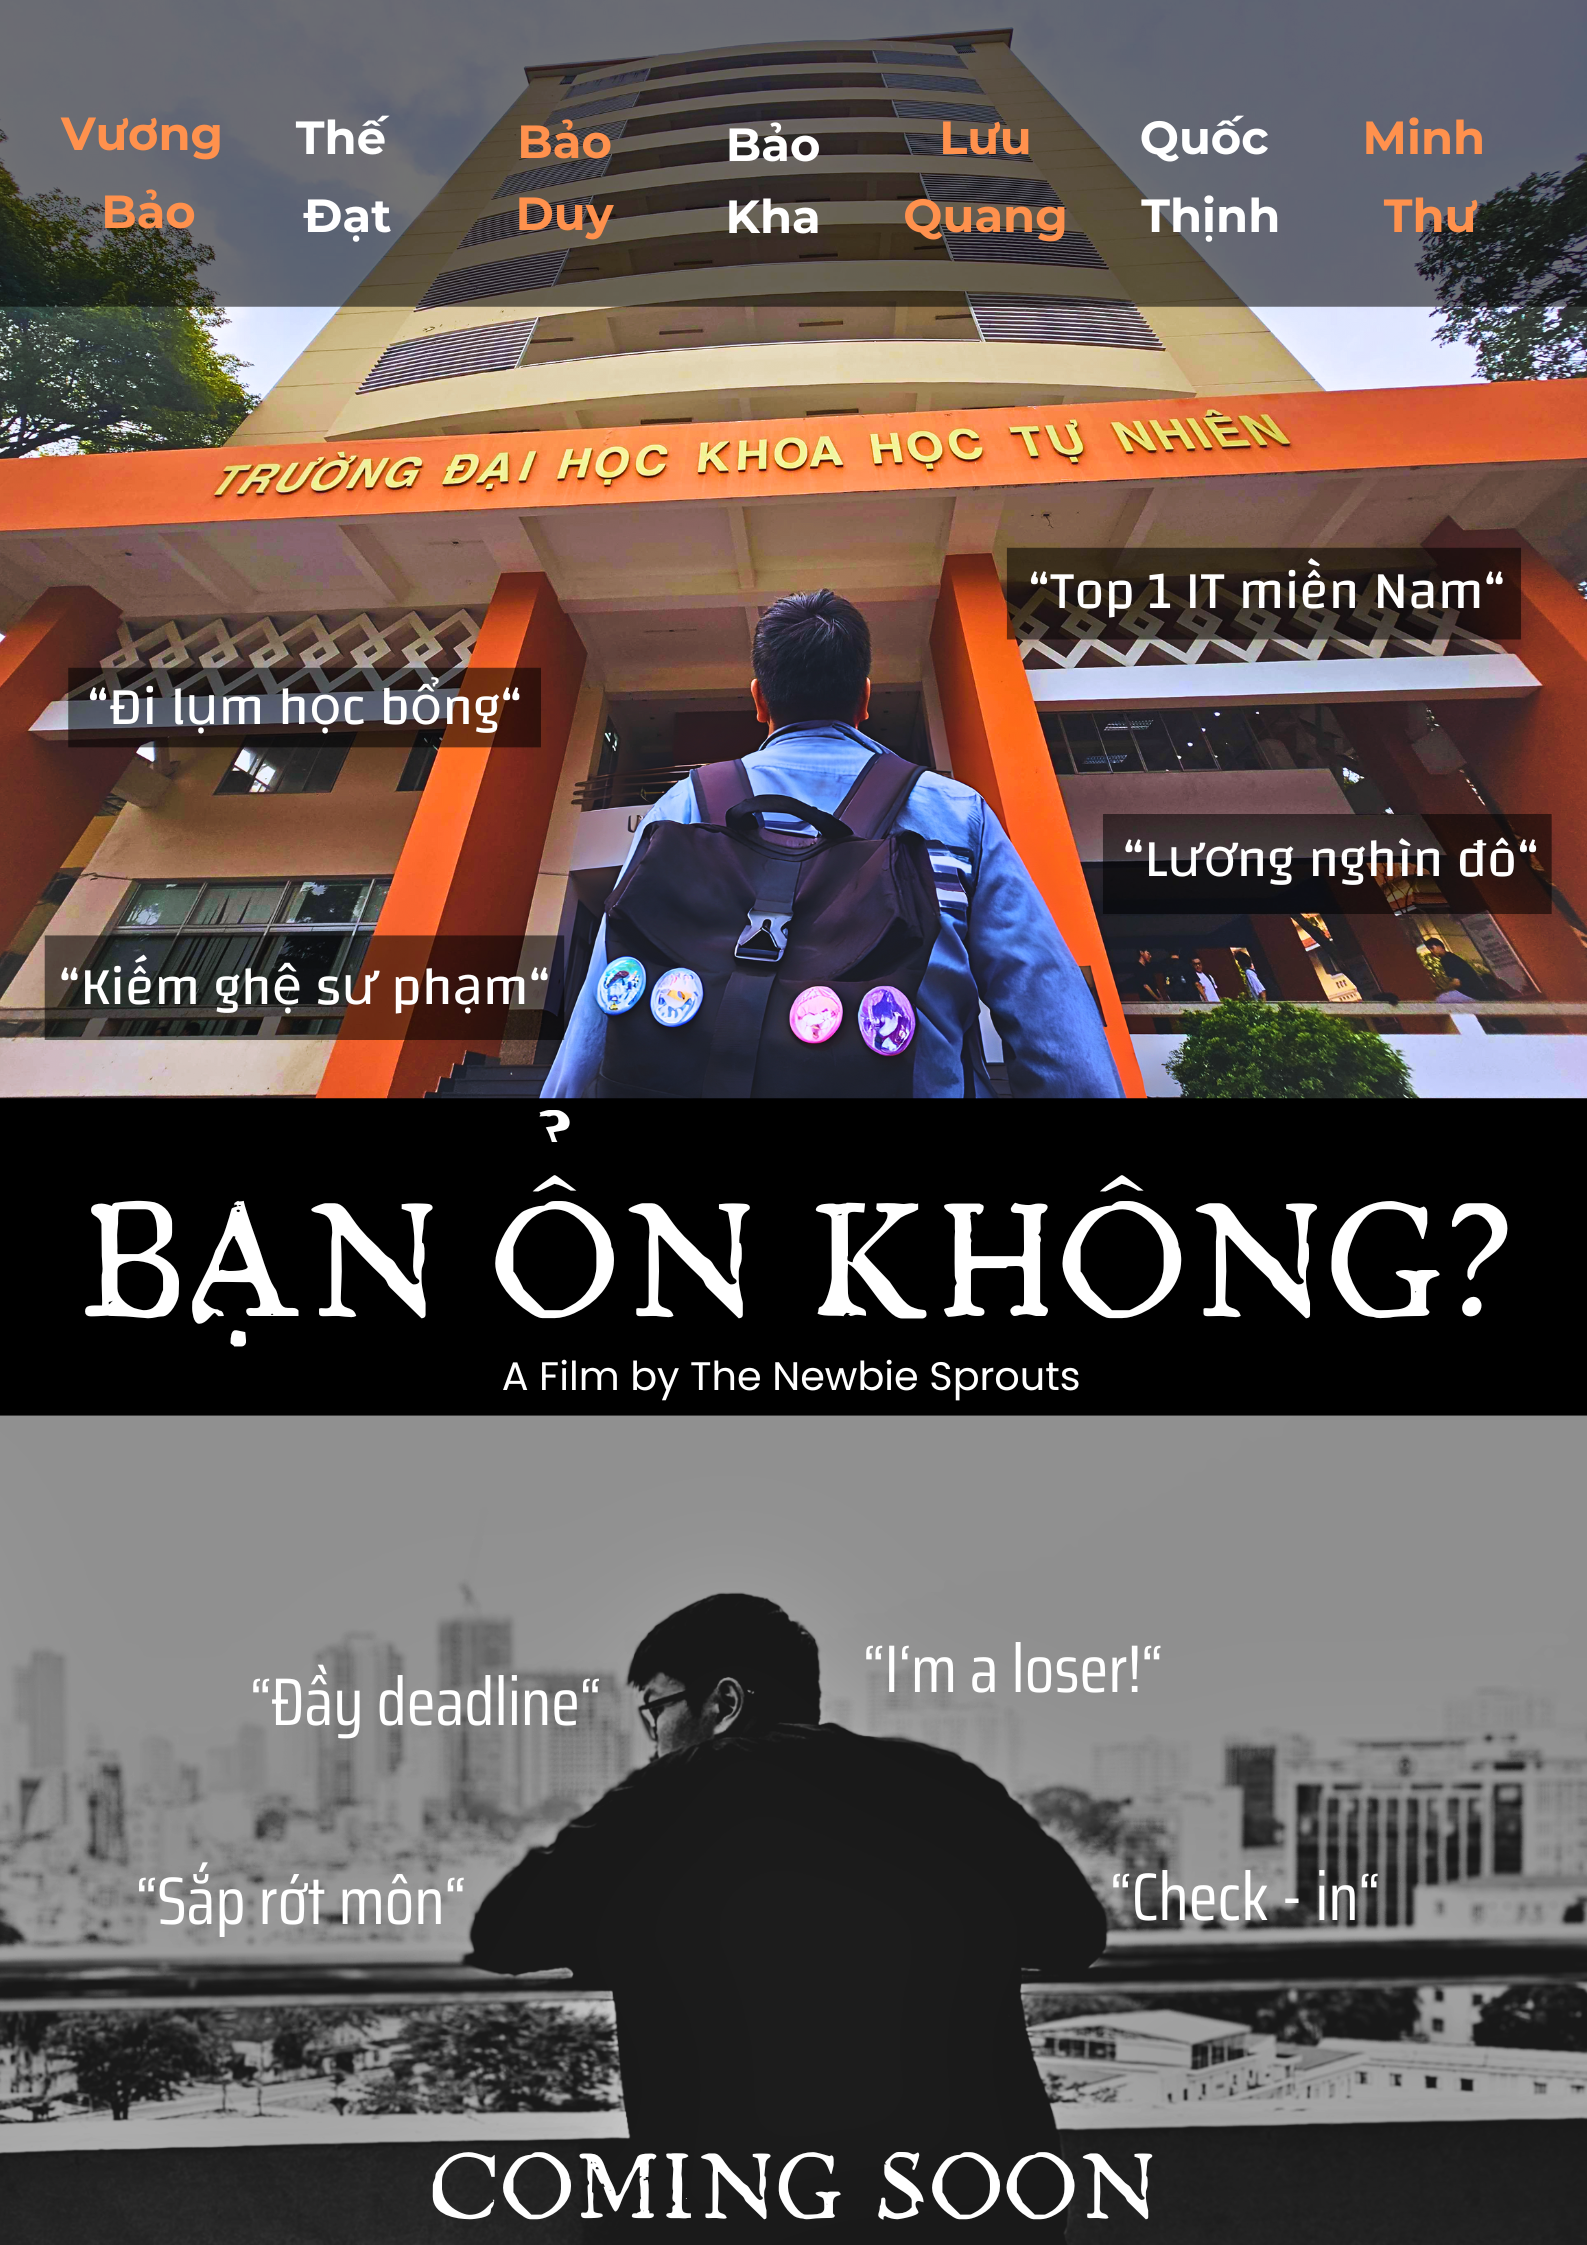 Vương Thế Bảo Bảo Lưu Quốc Minh
Bảo Đạt Duy Kha Quang Thịnh Thư
TRƯỜNG ĐẠI HỌC KHOA HỌC TỰ NHIÊN
“Top 1 IT miền Nam“
“Đi lụm học bổng“
“Lương nghìn đô“
“Kiếm ghệ sư phạm“
BẠN ỔN KHÔNG?
A Film by The Newbie Sprouts
“I‘m a loser!“
“Đầy deadline“
“Sắp rớt môn“
“Check - in“
COMING SOON